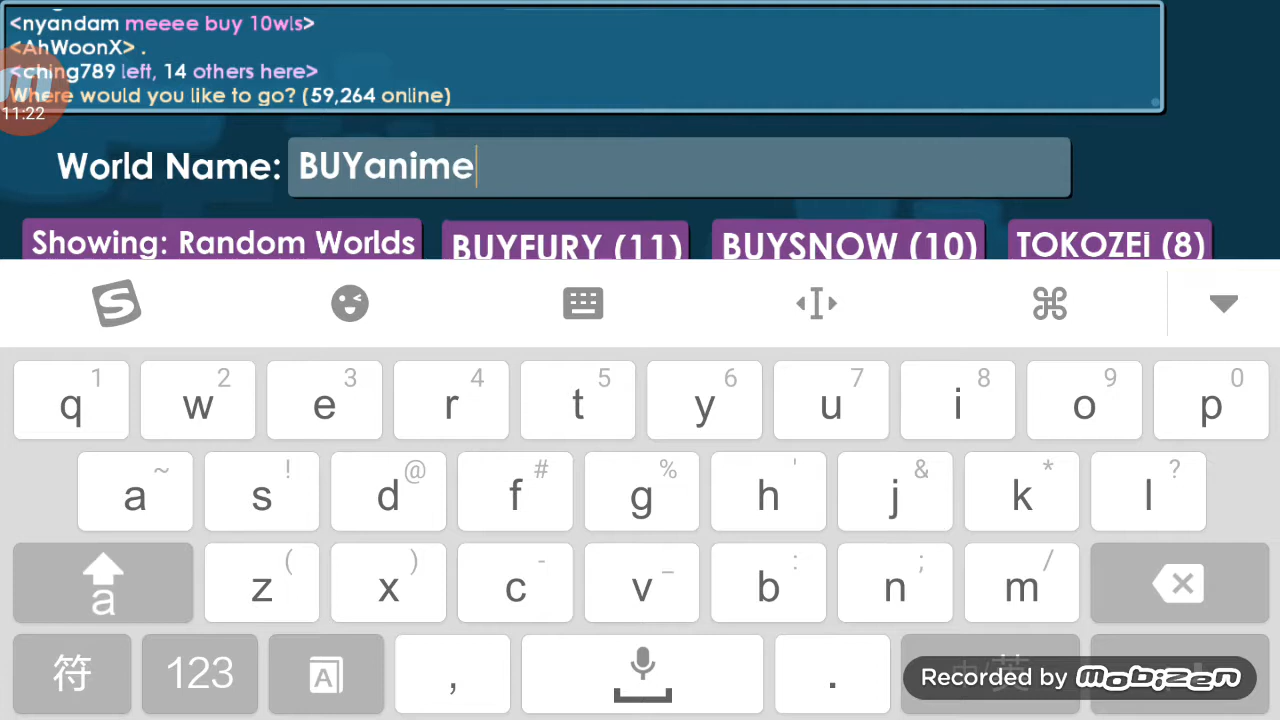 <nyandam meeee buy 10wls>
<AhWoonX> .
<ching789 left, 14 others here>
Where would you like to go? (59,264 online)
11:22
World Name: BUYanime
Showing: Random Worlds BUYFURY (11) BUYSNOW (10) TOKOZEI (8)
1 2 3 4 5 6 7 8 9 0
q w e r t y u i o p
~ ! @ # % ' & * ?
a s d f g h j k l
( ) - _ : ; /
a z x c v b n m
符 123 A , . 中/英
Recorded by mobizen